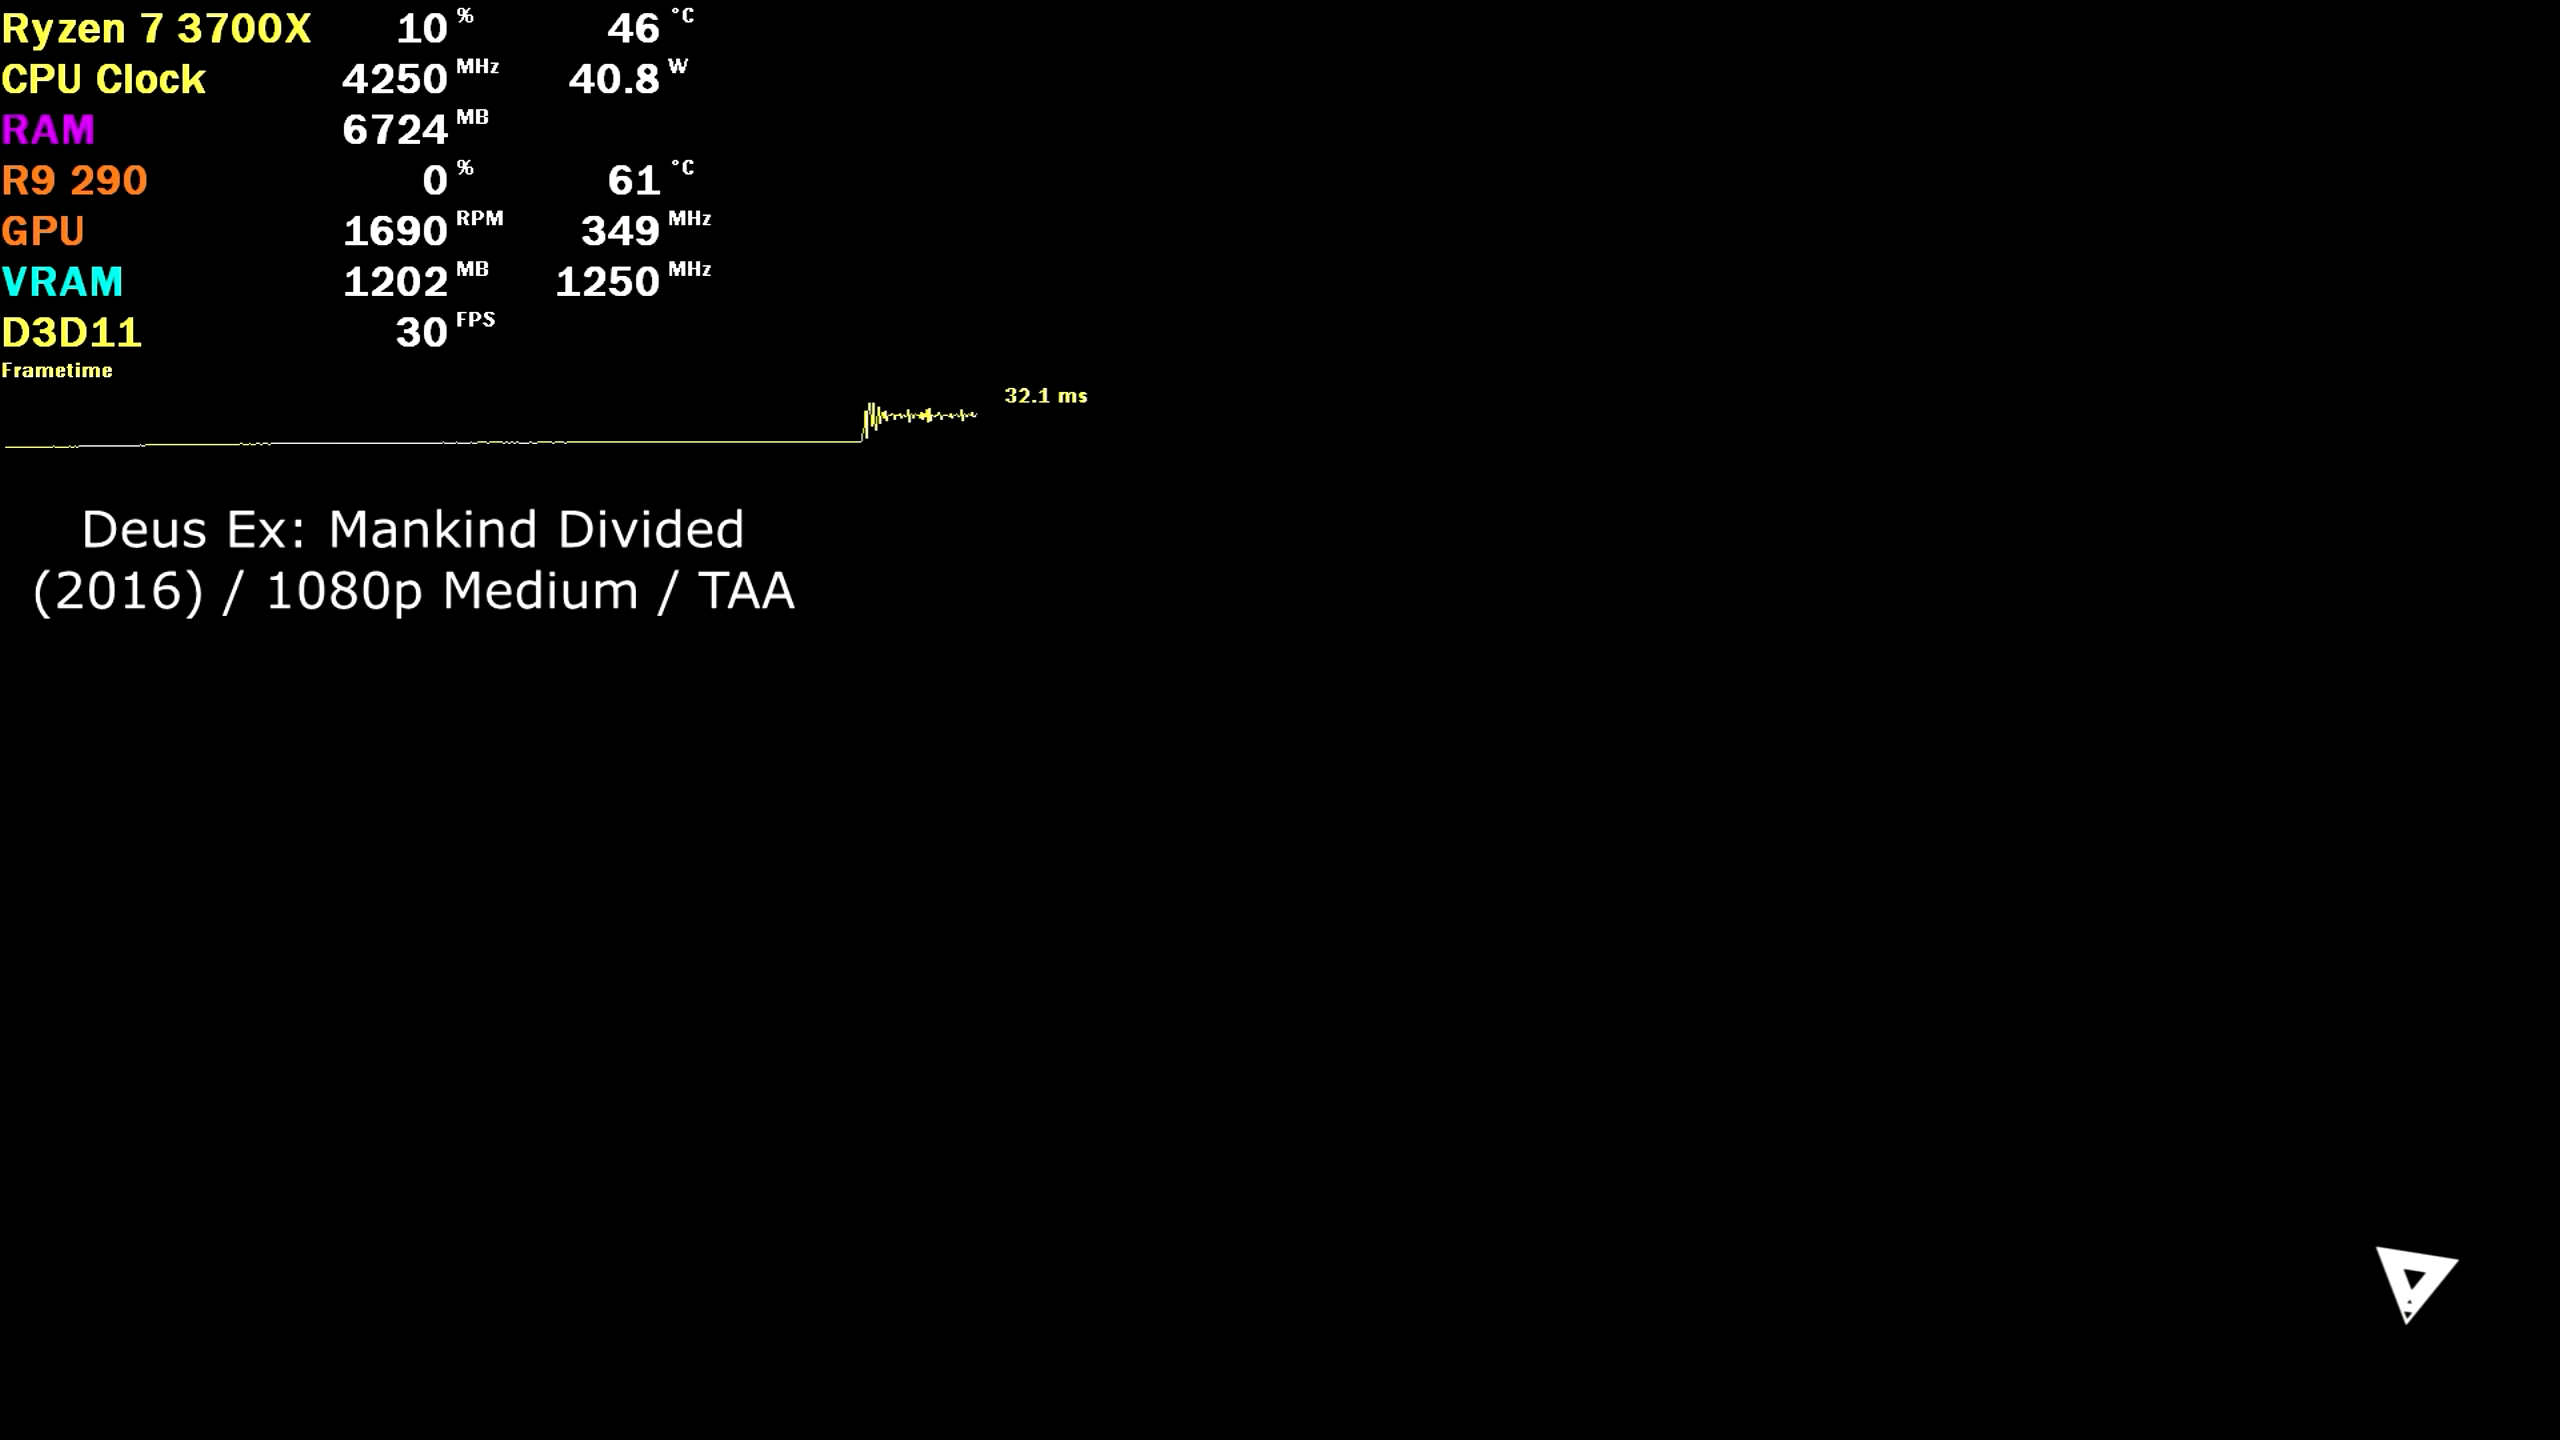 Ryzen 7 3700X 10 % 46 °C
CPU Clock 4250 MHz 40.8 W
RAM 6724 MB
R9 290 0 % 61 °C
GPU 1690 RPM 349 MHz
VRAM 1202 MB 1250 MHz
D3D11 30 FPS
Frametime
32.1 ms
Deus Ex: Mankind Divided
(2016) / 1080p Medium / TAA